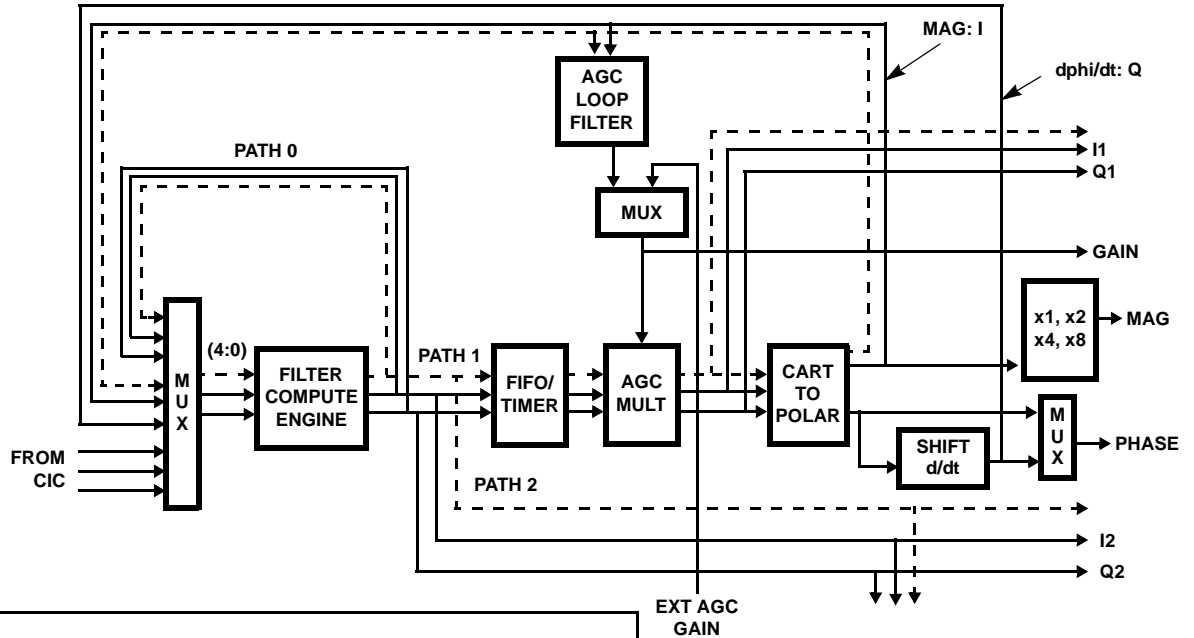 MAG: I
dphi/dt: Q
AGC
LOOP
FILTER
PATH 0
I1
Q1
MUX
GAIN
x1, x2
x4, x8
MAG
(4:0)
M
U
X
FILTER
COMPUTE
ENGINE
PATH 1
FIFO/
TIMER
AGC
MULT
CART
TO
POLAR
M
U
X
PHASE
SHIFT
d/dt
FROM
CIC
PATH 2
I2
Q2
EXT AGC
GAIN